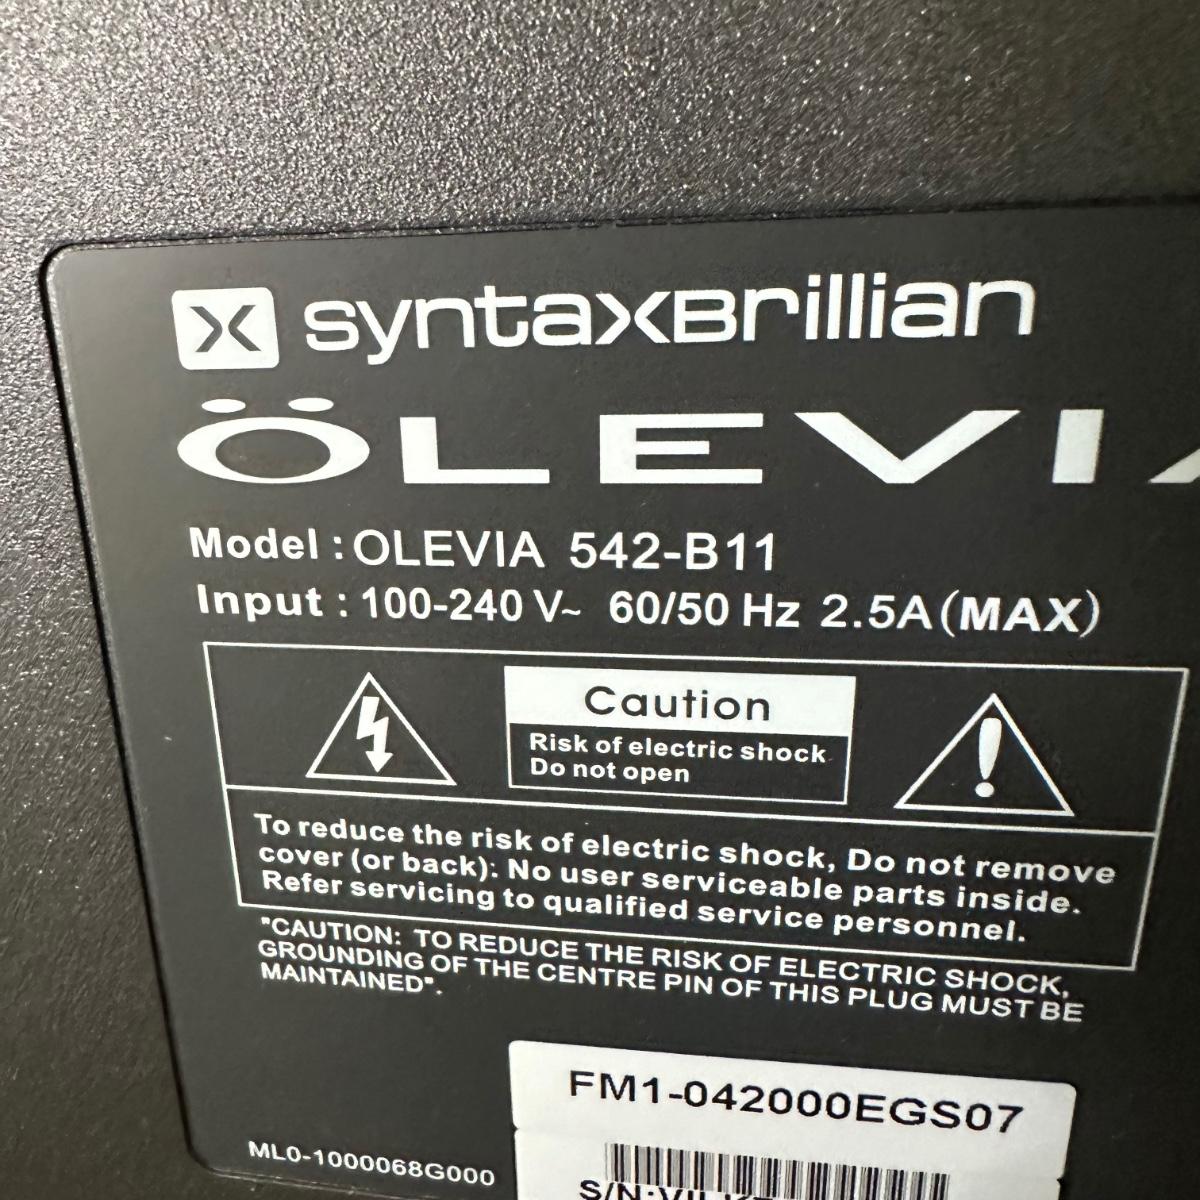 X syntaxBrillian
ÖLEVIA
Model : OLEVIA 542-B11
Input : 100-240 V~ 60/50 Hz 2.5A (MAX)
Caution
Risk of electric shock
Do not open
To reduce the risk of electric shock, Do not remove
cover (or back): No user serviceable parts inside.
Refer servicing to qualified service personnel.
"CAUTION: TO REDUCE THE RISK OF ELECTRIC SHOCK,
GROUNDING OF THE CENTRE PIN OF THIS PLUG MUST BE
MAINTAINED".
FM1-042000EGS07
ML0-1000068G000
S/N: